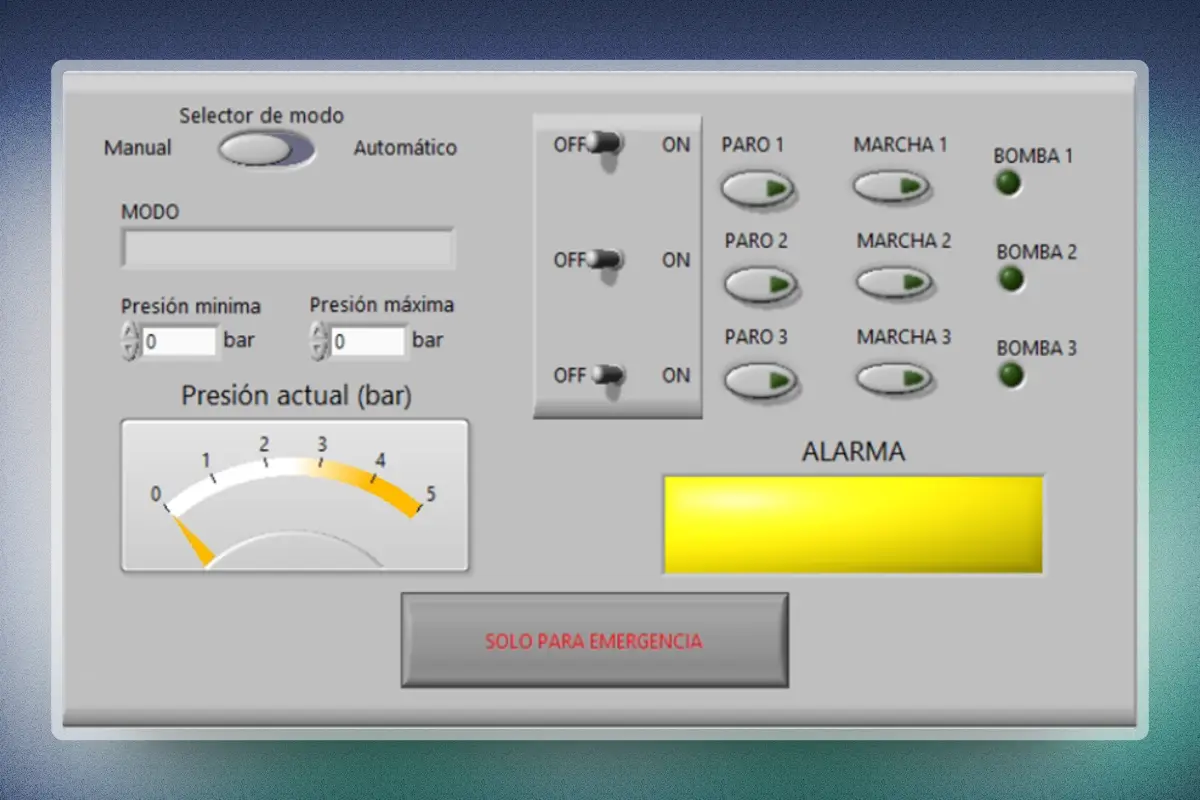 Selector de modo
Manual
Automático
MODO
Presión minima
Presión máxima
0
bar
0
bar
Presión actual (bar)
0
1
2
3
4
5
OFF
ON
OFF
ON
OFF
ON
PARO 1
MARCHA 1
BOMBA 1
PARO 2
MARCHA 2
BOMBA 2
PARO 3
MARCHA 3
BOMBA 3
ALARMA
SOLO PARA EMERGENCIA